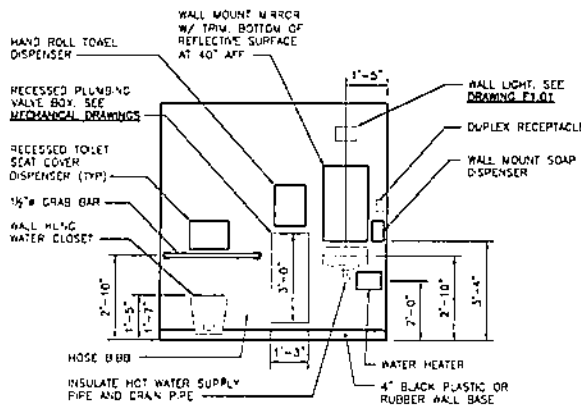 WALL MOUNT MIRROR
W/ TRIM. BOTTOM OF
REFLECTIVE SURFACE
AT 40" AFF
HAND ROLL TOWEL
DISPENSER
1'-5"
WALL LIGHT. SEE
DRAWING E1.01
RECESSED PLUMBING
VALVE BOX. SEE
MECHANICAL DRAWINGS
DUPLEX RECEPTACLE
RECESSED TOILET
SEAT COVER
DISPENSER (TYP)
WALL MOUNT SOAP
DISPENSER
1½"ø GRAB BAR
WALL HUNG
WATER CLOSET
2'-10"
1'-5"
1'-7"
3'-0"
2'-0"
2'-10"
3'-4"
HOSE BIBB
1'-3"
WATER HEATER
INSULATE HOT WATER SUPPLY
PIPE AND DRAIN PIPE
4" BLACK PLASTIC OR
RUBBER WALL BASE